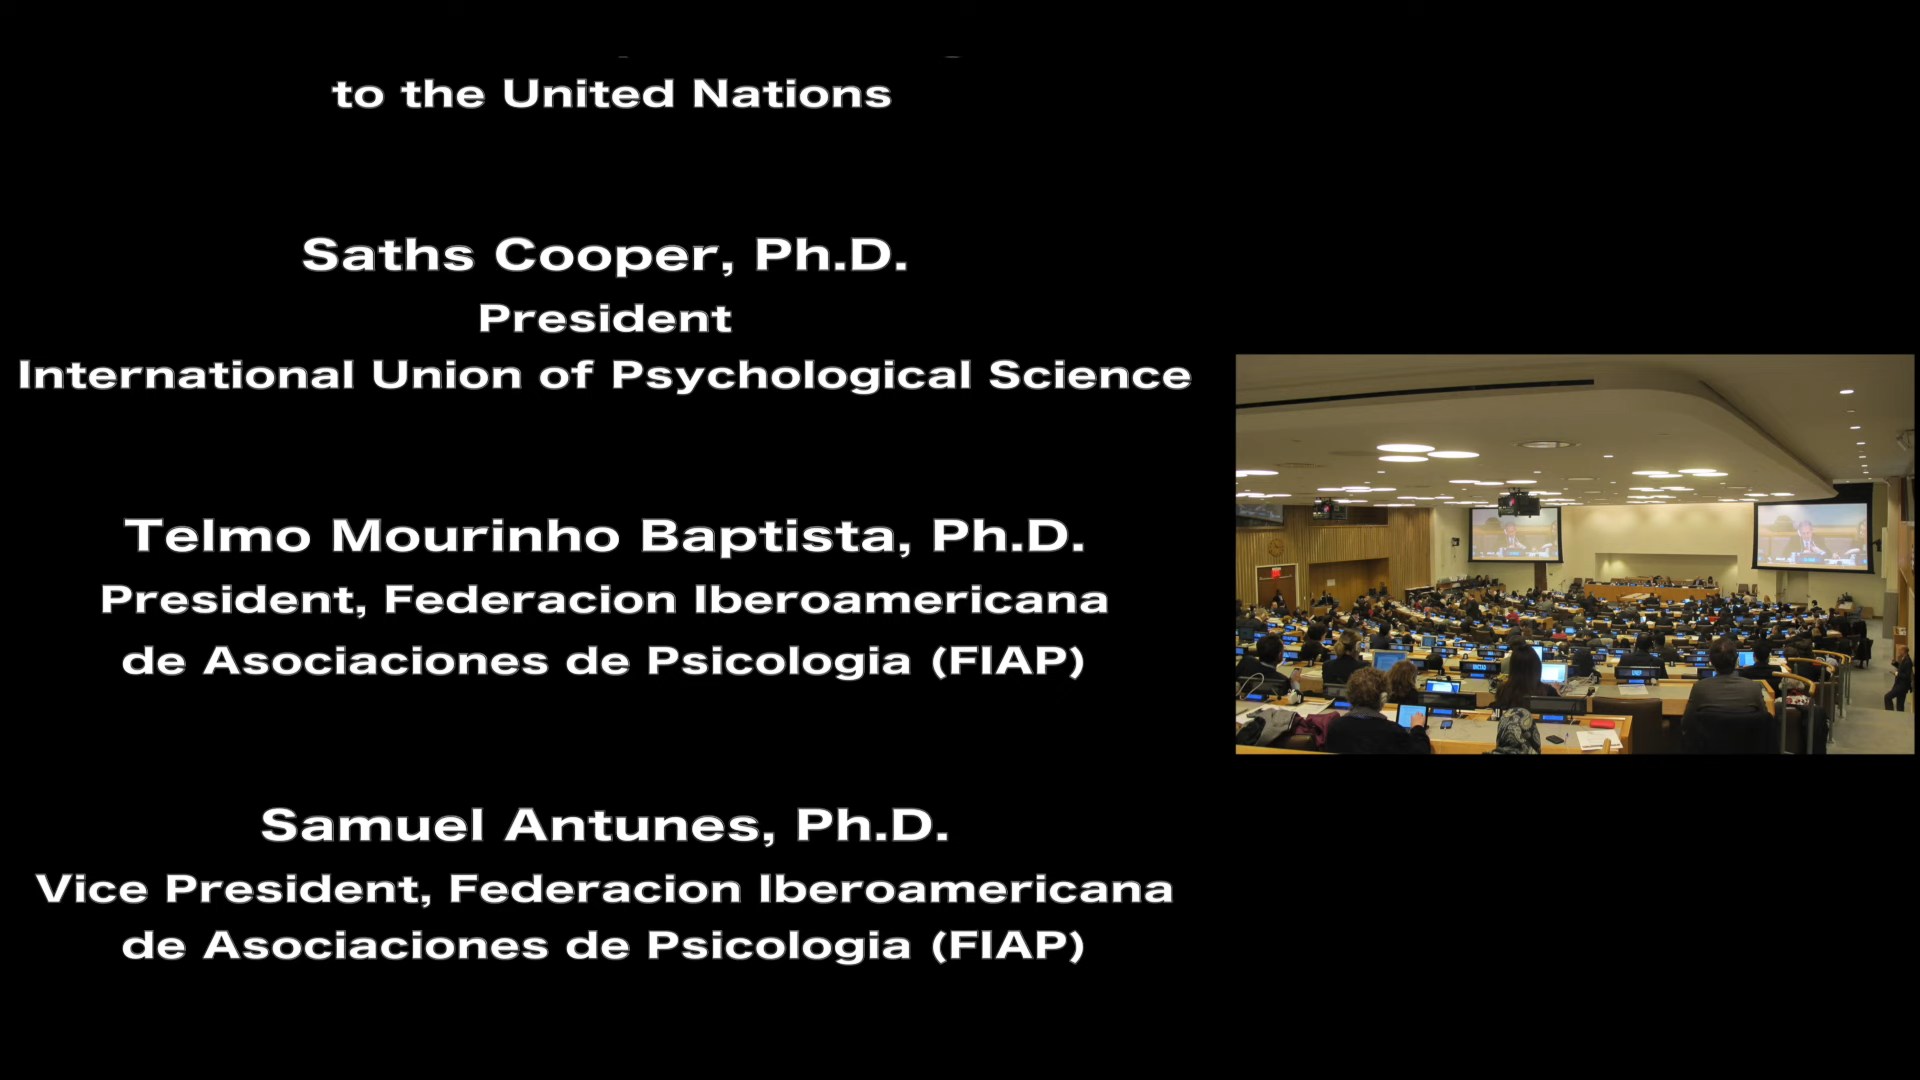 to the United Nations
Saths Cooper, Ph.D.
President
International Union of Psychological Science
Telmo Mourinho Baptista, Ph.D.
President, Federacion Iberoamericana
de Asociaciones de Psicologia (FIAP)
Samuel Antunes, Ph.D.
Vice President, Federacion Iberoamericana
de Asociaciones de Psicologia (FIAP)